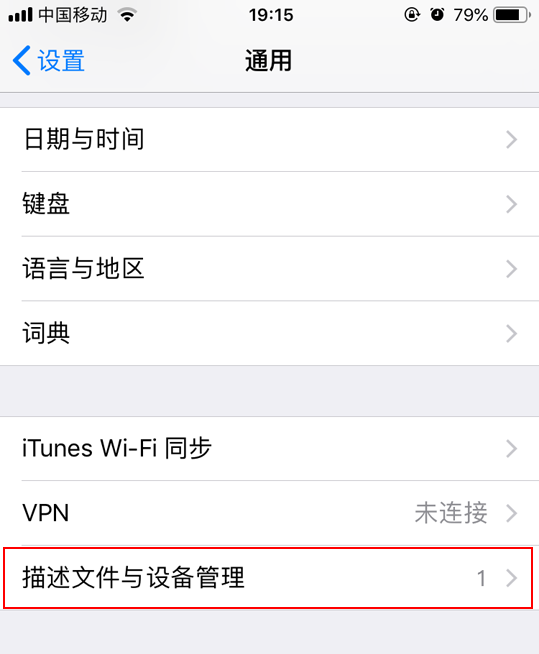 中国移动 19:15 79%
设置 通用
日期与时间
键盘
语言与地区
词典
iTunes Wi-Fi 同步
VPN 未连接
描述文件与设备管理 1